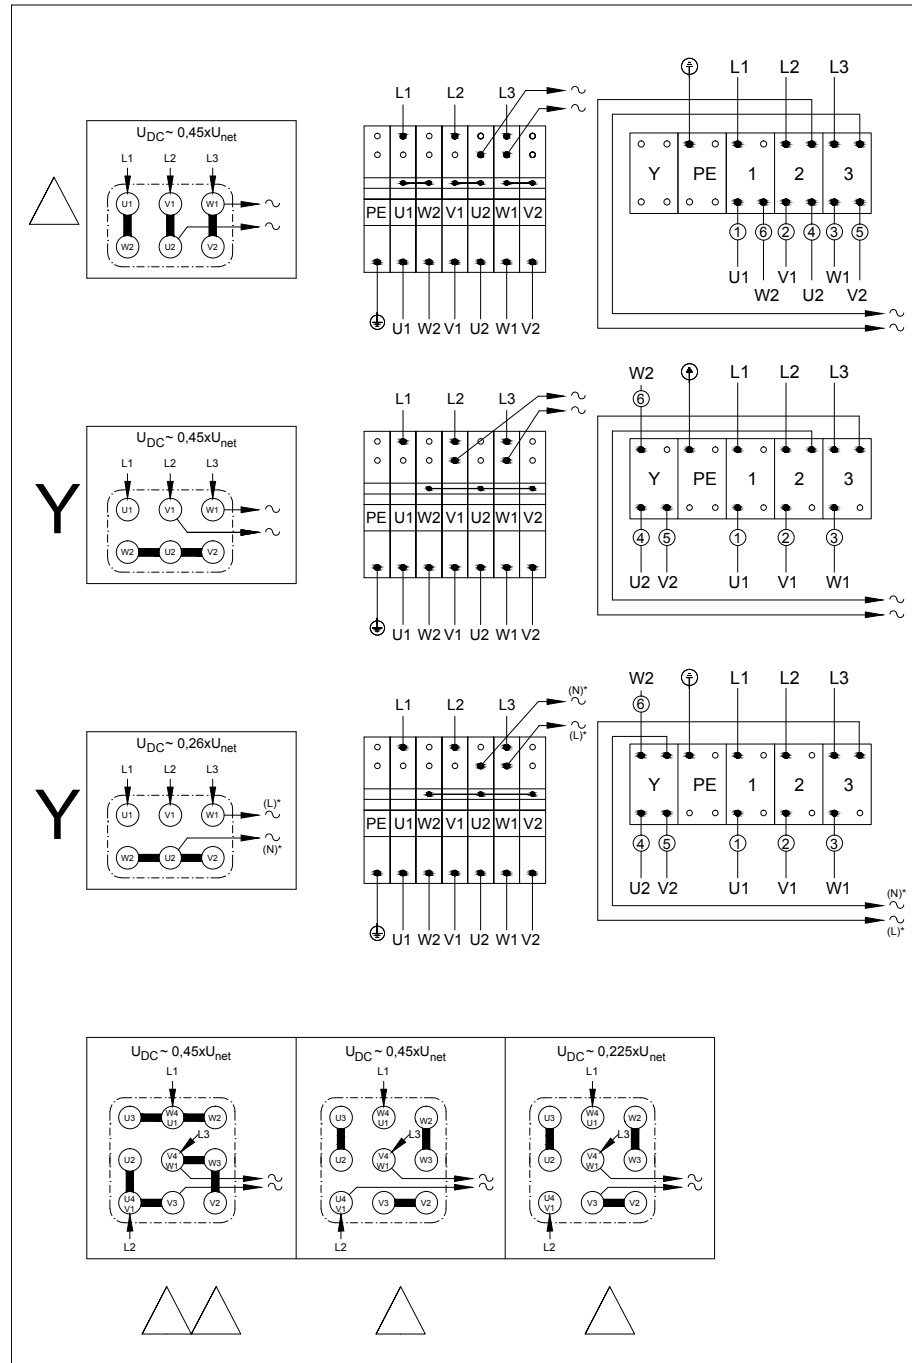 L1 L2 L3 ~
~
L1 L2 L3
U_DC ~ 0,45xU_net
L1 L2 L3
U1 V1 W1 ~
W2 U2 V2 ~
PE U1 W2 V1 U2 W1 V2
U1 W2 V1 U2 W1 V2
Y PE 1 2 3
① ⑥ ② ④ ③ ⑤
U1 V1 W1
W2 U2 V2
~
~
Y
U_DC ~ 0,45xU_net
L1 L2 L3
U1 V1 W1 ~
~
W2 U2 V2
L1 L2 L3 ~
~
PE U1 W2 V1 U2 W1 V2
U1 W2 V1 U2 W1 V2
W2 L1 L2 L3
⑥
Y PE 1 2 3
④ ⑤ ① ② ③
U2 V2 U1 V1 W1
~
~
Y
U_DC ~ 0,26xU_net
L1 L2 L3
U1 V1 W1 (L)* ~
W2 U2 V2 ~ (N)*
L1 L2 L3 (N)* ~
~ (L)*
PE U1 W2 V1 U2 W1 V2
U1 W2 V1 U2 W1 V2
W2 L1 L2 L3
⑥
Y PE 1 2 3
④ ⑤ ① ② ③
U2 V2 U1 V1 W1
(N)* ~
~ (L)*
U_DC ~ 0,45xU_net
L1
U3 W4 U1 W2
L3
U2 V4 W1 W3 ~
~
U4 V1 V3 V2
L2
U_DC ~ 0,45xU_net
L1
U3 W4 U1 W2
L3
U2 V4 W1 W3 ~
~
U4 V1 V3 V2
L2
U_DC ~ 0,225xU_net
L1
U3 W4 U1 W2
L3
U2 V4 W1 W3 ~
~
U4 V1 V3 V2
L2